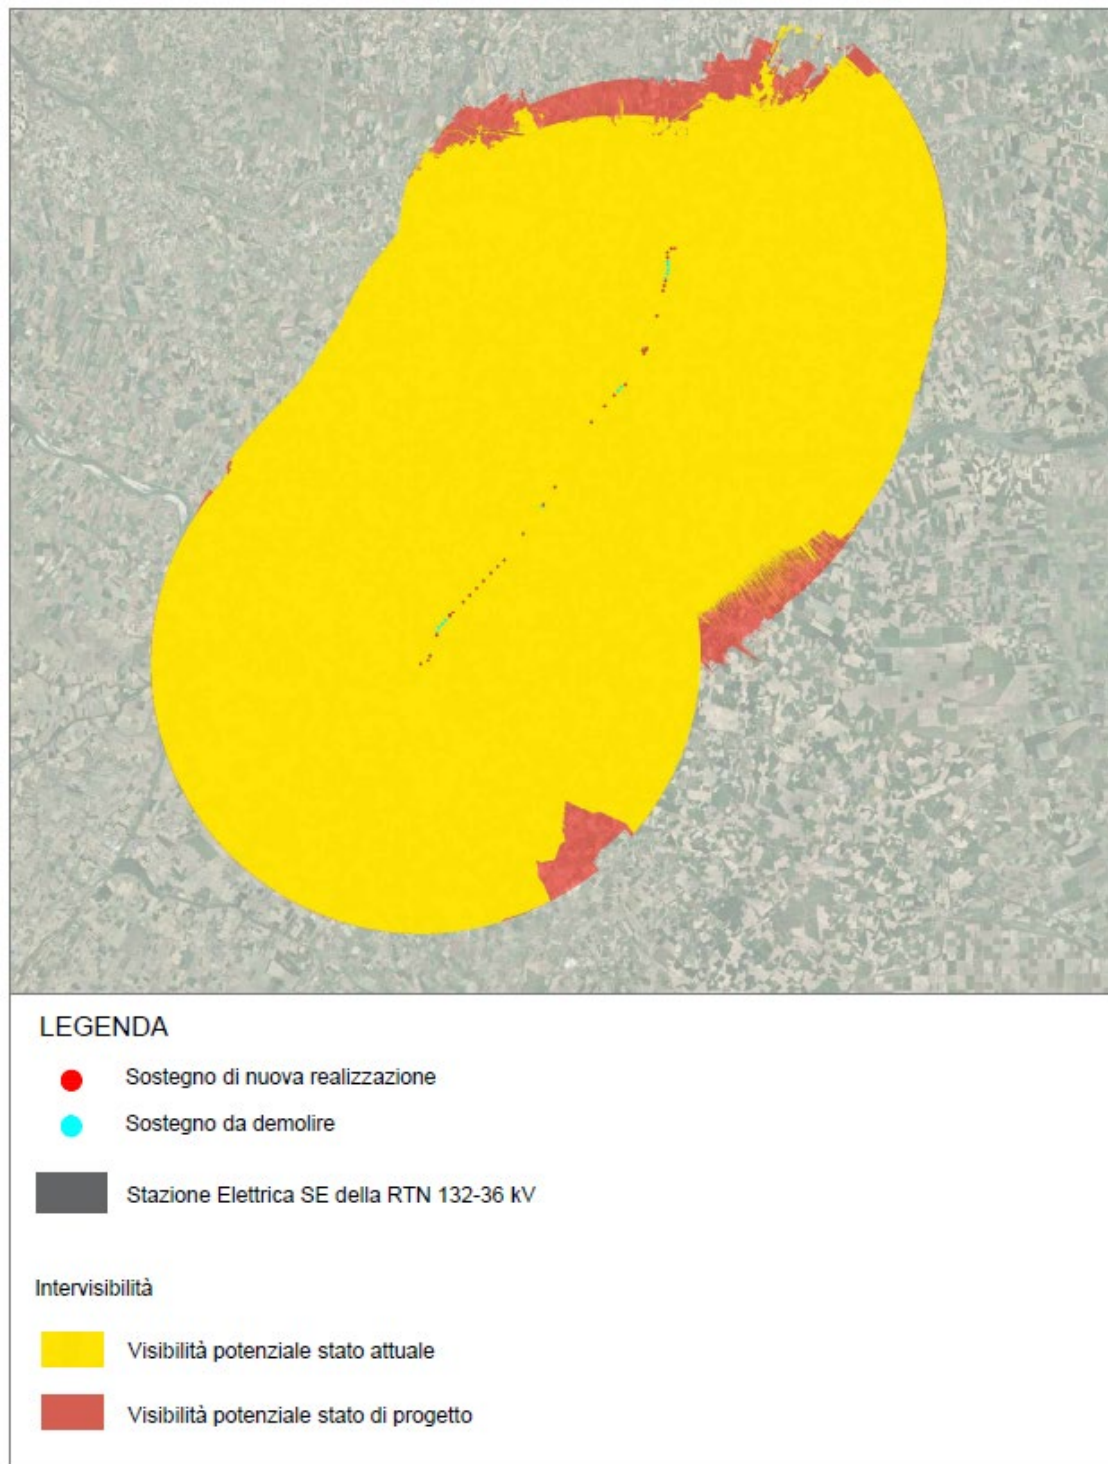 LEGENDA
Sostegno di nuova realizzazione
Sostegno da demolire
Stazione Elettrica SE della RTN 132-36 kV
Intervisibilità
Visibilità potenziale stato attuale
Visibilità potenziale stato di progetto